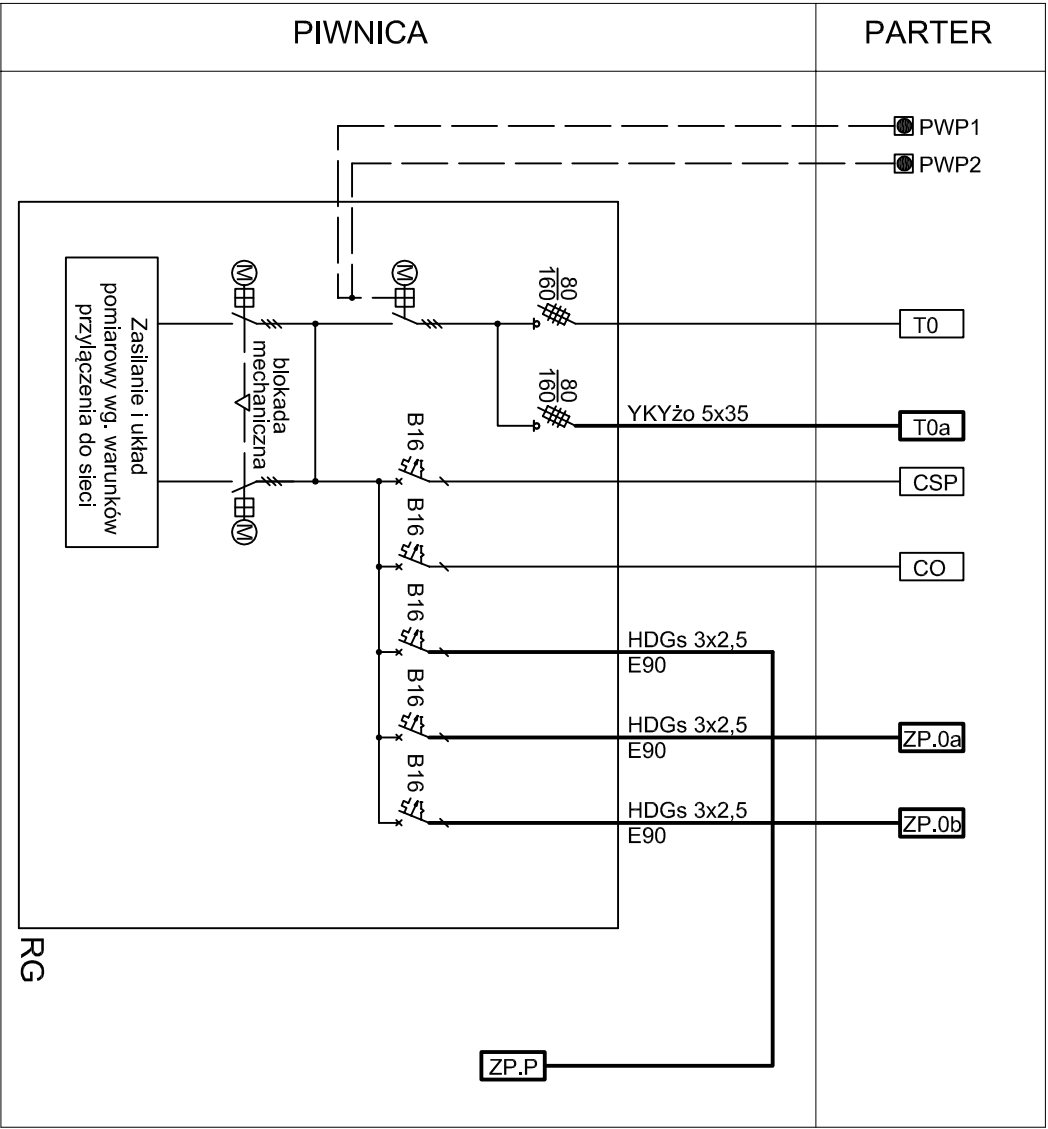 PIWNICA
PARTER
PWP1
PWP2
Zasilanie i układ
pomiarowy wg. warunków
przyłączenia do sieci
M
M
M
blokada
mechaniczna
80
160
T0
80
160
YKYżo 5x35
T0a
B16
CSP
B16
CO
B16
HDGs 3x2,5
E90
B16
HDGs 3x2,5
E90
ZP.0a
B16
HDGs 3x2,5
E90
ZP.0b
RG
ZP.P